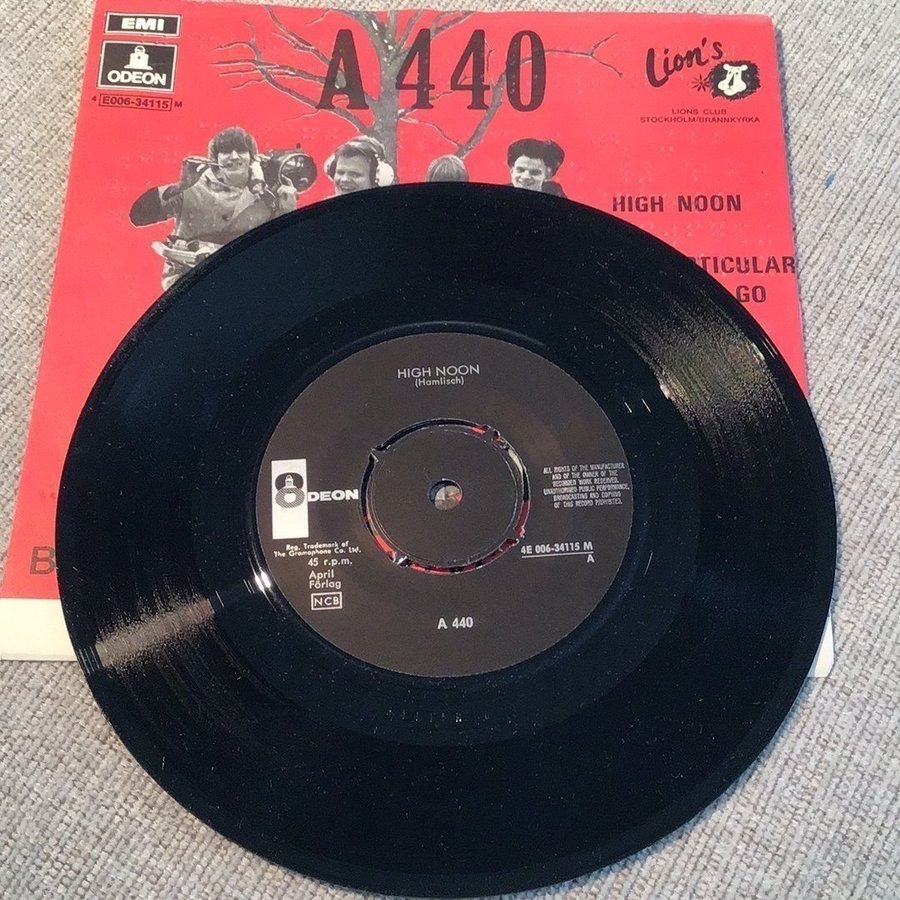 EMI
ODEON
4 E006-34115 M
A 440
Lion's
LIONS CLUB
STOCKHOLM/BRÄNNKYRKA
HIGH NOON
TICULAR
GO
B
HIGH NOON
(Hamlisch)
ODEON
Reg. Trademark of
The Gramophone Co. Ltd.
45 r.p.m.
April
Förlag
NCB
ALL RIGHTS OF THE MANUFACTURER
AND OF THE OWNER OF THE
RECORDED WORK RESERVED.
UNAUTHORISED PUBLIC PERFORMANCE,
BROADCASTING AND COPYING
OF THIS RECORD PROHIBITED.
4E 006-34115 M
A
A 440